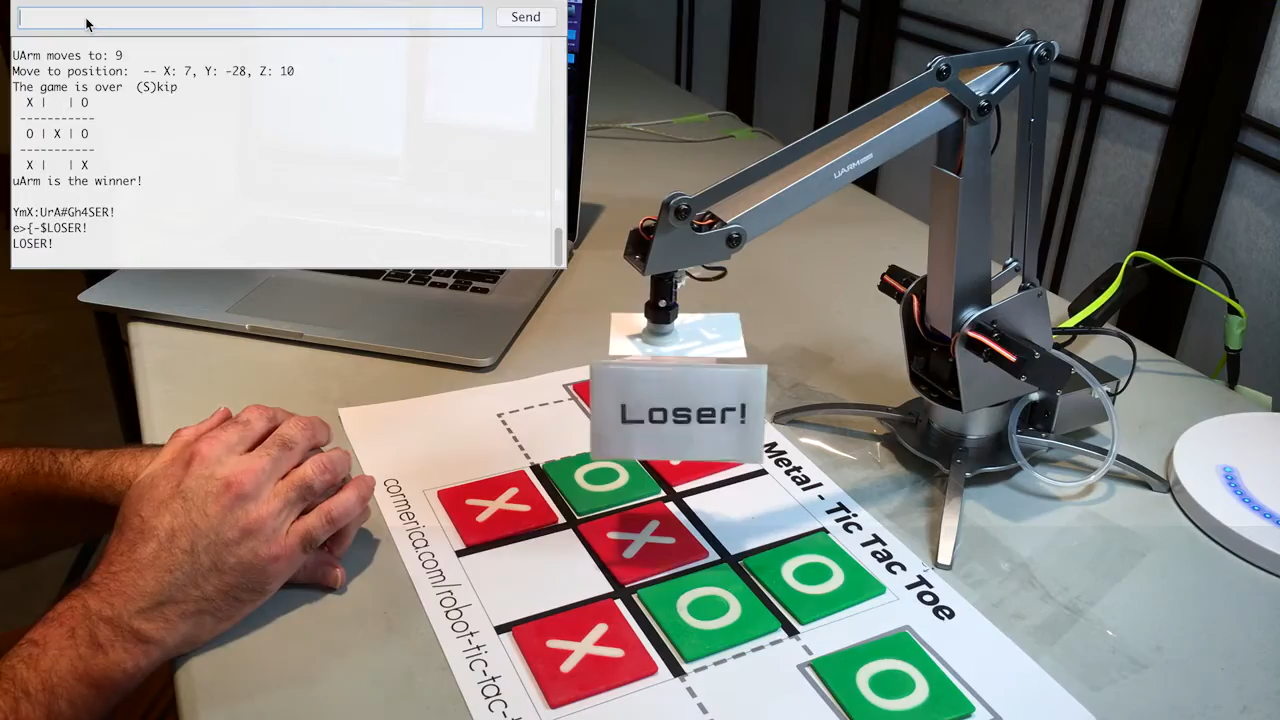 Send
UArm moves to: 9
Move to position:  -- X: 7, Y: -28, Z: 10
The game is over  (S)kip
X |   | O
----------
O | X | O
----------
X |   | X
uArm is the winner!
YmX:UrA#Gh4SER!
e>{-$LOSER!
LOSER!
UARM
Loser!
Metal - Tic Tac Toe
cormerica.com/robot-tic-tac-
O
X
X
O
O
X
O